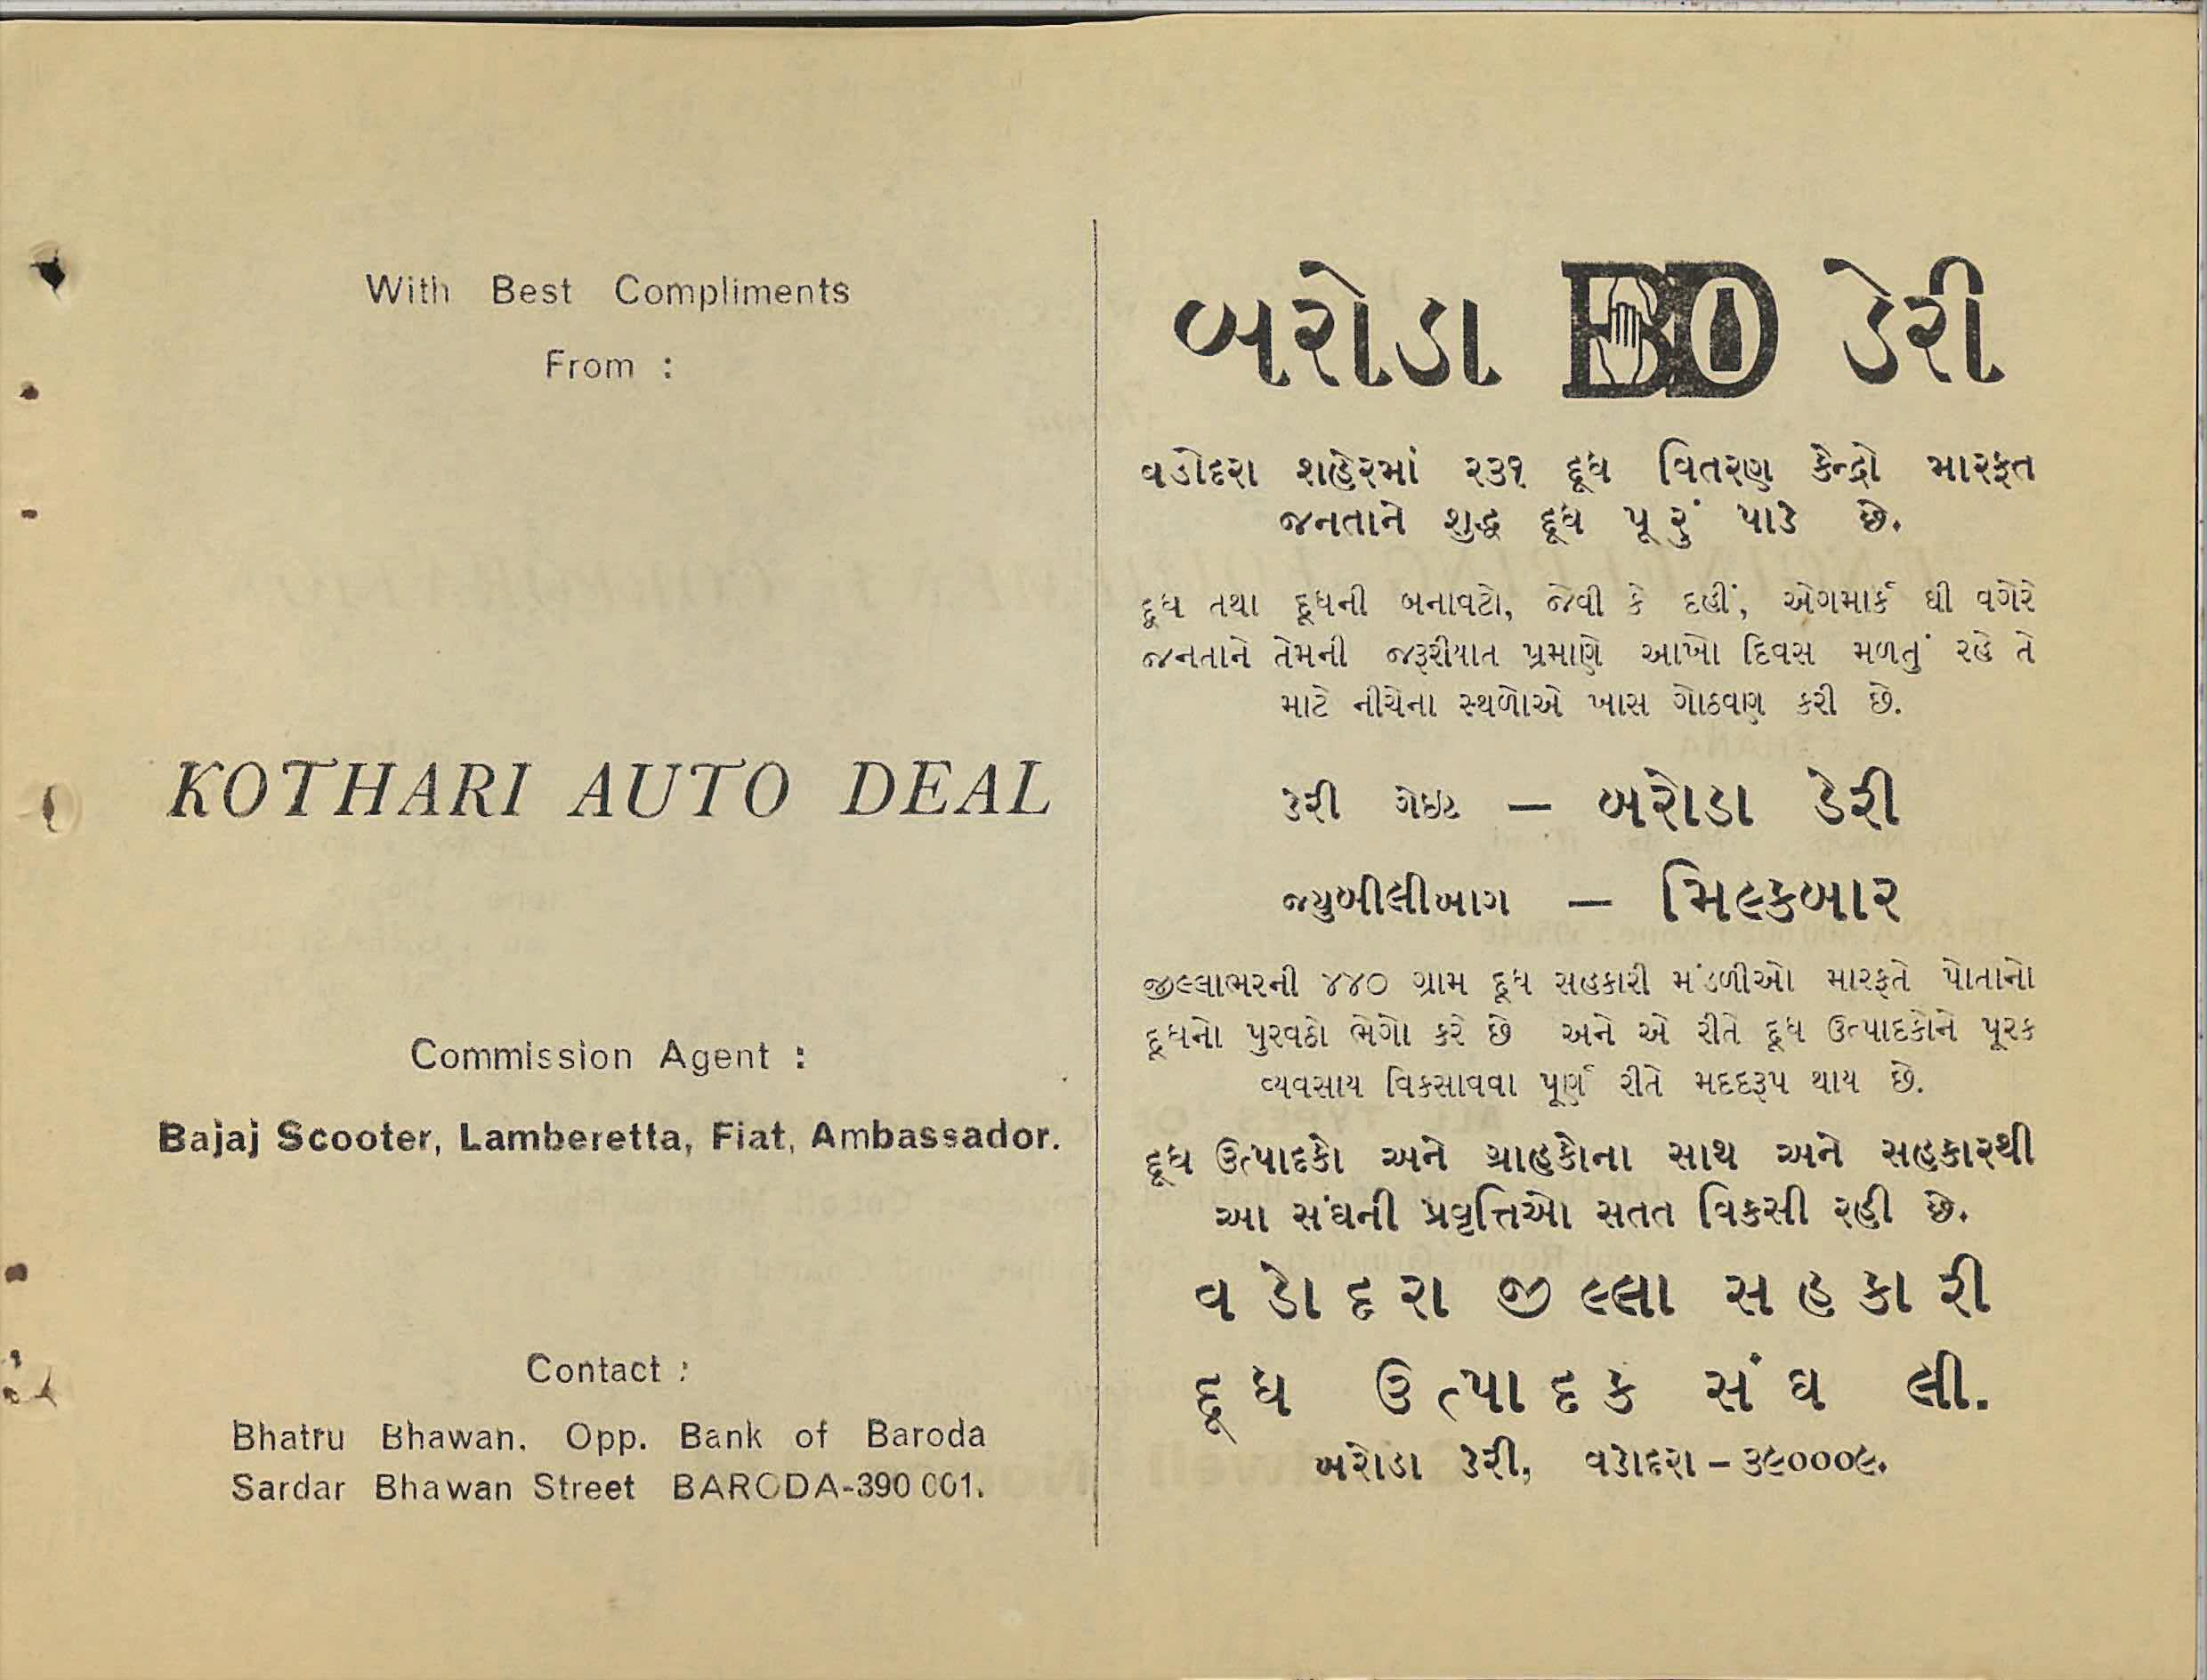 With Best Compliments
From :
KOTHARI AUTO DEAL
Commission Agent :
Bajaj Scooter, Lamberetta, Fiat, Ambassador.
Contact :
Bhatru Bhawan. Opp. Bank of Baroda
Sardar Bhawan Street BARODA-390 001.
બરોડા BD ડેરી
વડોદરા શહેરમાં ૨૩૧ દૂધ વિતરણ કેન્દ્રો મારફત
જનતાને શુદ્ધ દૂધ પૂરું પાડે છે.
દૂધ તથા દૂધની બનાવટો, જેવી કે દહીં, એગમાર્ક ઘી વગેરે
જનતાને તેમની જરૂરીયાત પ્રમાણે આખો દિવસ મળતું રહે તે
માટે નીચેના સ્થળોએ ખાસ ગોઠવણ કરી છે.
ડેરી ગેઇટ — બરોડા ડેરી
જ્યુબીલીબાગ — મિલ્કબાર
જીલ્લાભરની ૪૪૦ ગ્રામ દૂધ સહકારી મંડળીઓ મારફતે પોતાનો
દૂધનો પુરવઠો ભેગો કરે છે અને એ રીતે દૂધ ઉત્પાદકોને પૂરક
વ્યવસાય વિકસાવવા પૂર્ણ રીતે મદદરૂપ થાય છે.
દૂધ ઉત્પાદકો અને ગ્રાહકોના સાથ અને સહકારથી
આ સંઘની પ્રવૃત્તિઓ સતત વિકસી રહી છે.
વડોદરા જીલ્લા સહકારી
દૂધ ઉત્પાદક સંઘ લી.
બરોડા ડેરી, વડોદરા – ૩૯૦૦૦૯.